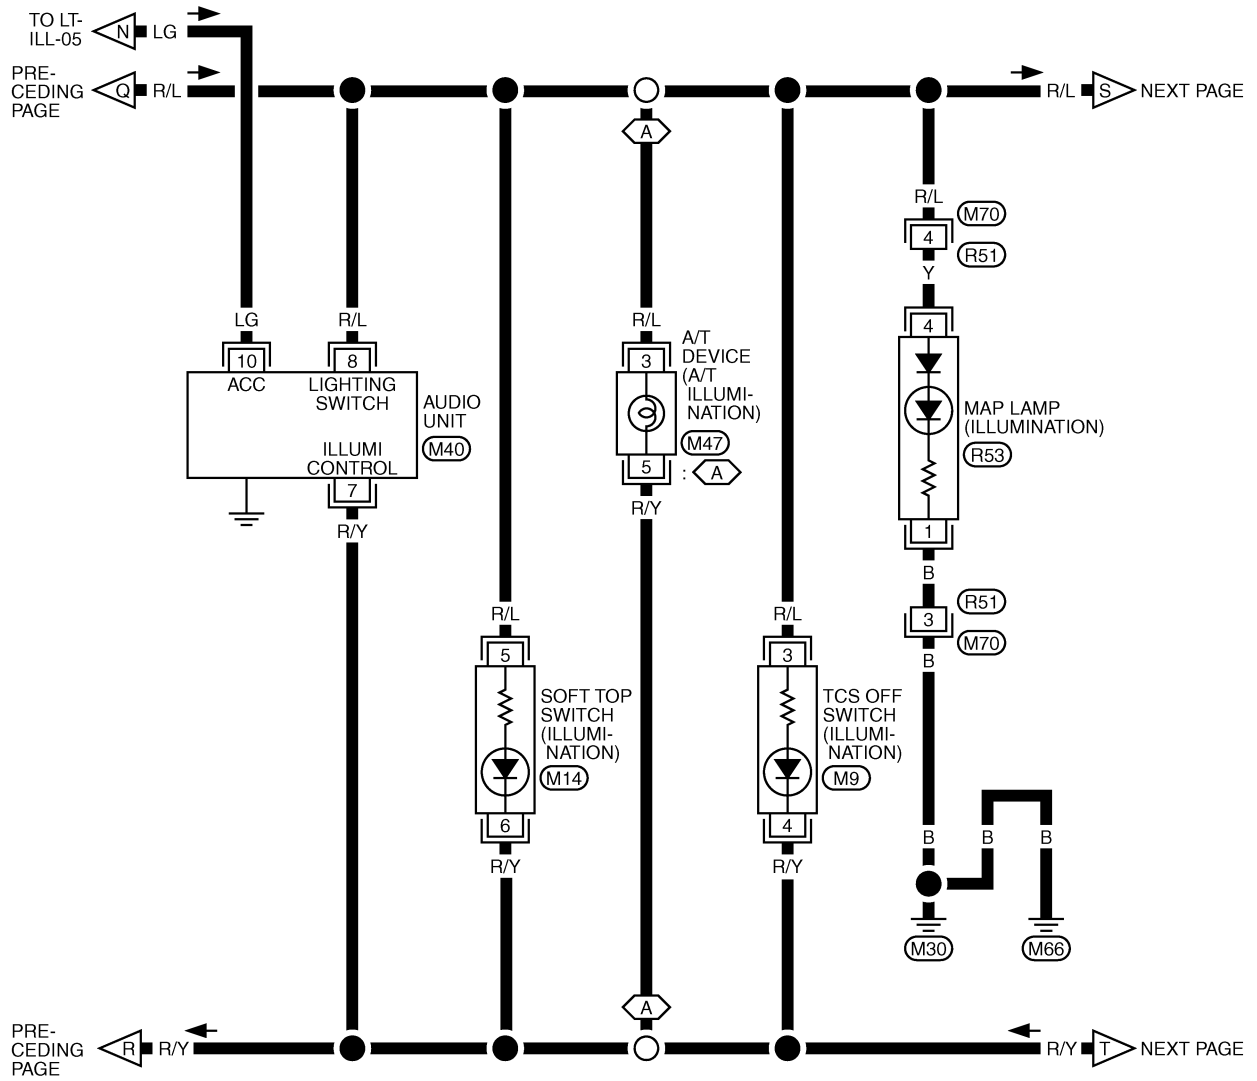 TO LT-
ILL-05
N
LG
PRE-
CEDING
PAGE
Q
R/L
R/L
S
NEXT PAGE
A
R/L
M70
4
R51
Y
LG
R/L
R/L
A/T
DEVICE
(A/T
ILLUMI-
NATION)
M47
4
10
8
3
ACC
LIGHTING
SWITCH
AUDIO
UNIT
M40
ILLUMI
CONTROL
MAP LAMP
(ILLUMINATION)
R53
5
: A
7
R/Y
R/Y
1
B
R51
3
M70
B
R/L
R/L
5
3
SOFT TOP
SWITCH
(ILLUMI-
NATION)
M14
TCS OFF
SWITCH
(ILLUMI-
NATION)
M9
6
4
B
B
B
R/Y
R/Y
M30
M66
A
PRE-
CEDING
PAGE
R
R/Y
R/Y
T
NEXT PAGE